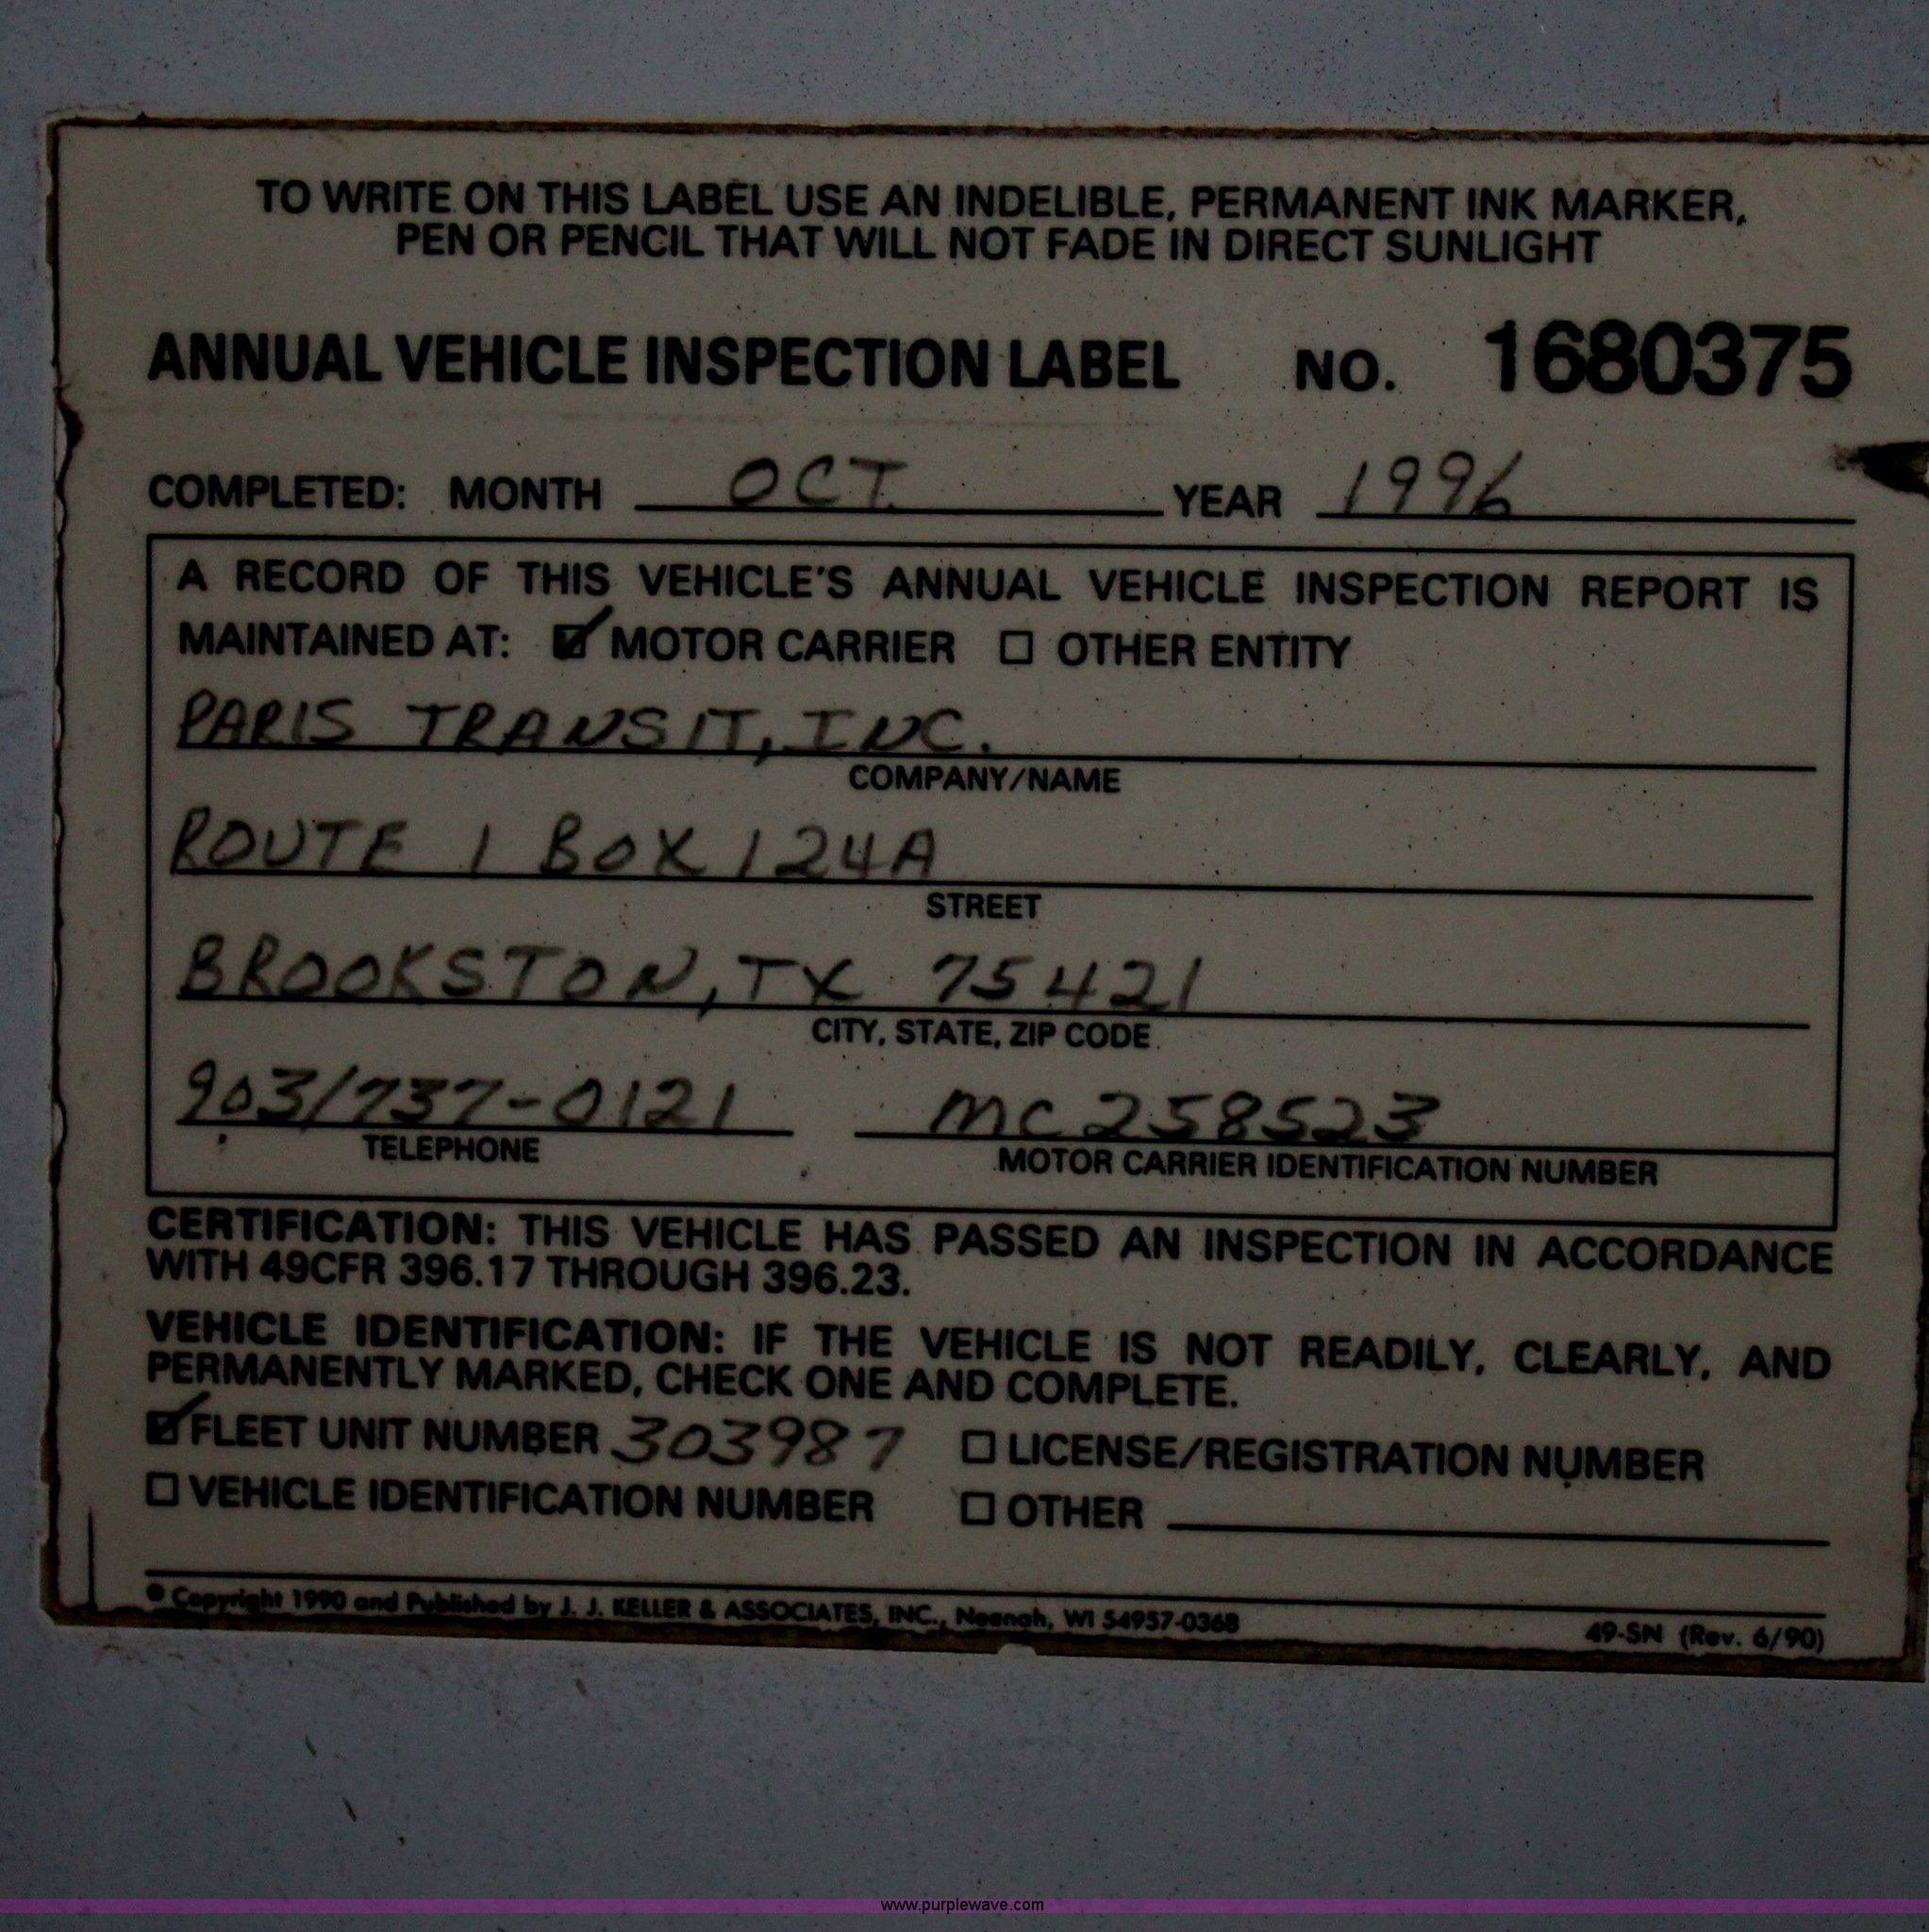 TO WRITE ON THIS LABEL USE AN INDELIBLE, PERMANENT INK MARKER,
PEN OR PENCIL THAT WILL NOT FADE IN DIRECT SUNLIGHT
ANNUAL VEHICLE INSPECTION LABEL NO. 1680375
COMPLETED: MONTH OCT. YEAR 1996
A RECORD OF THIS VEHICLE'S ANNUAL VEHICLE INSPECTION REPORT IS
MAINTAINED AT: ☑ MOTOR CARRIER ☐ OTHER ENTITY
PARIS TRANSIT, INC.
COMPANY/NAME
ROUTE 1 BOX 124A
STREET
BROOKSTON, TX 75421
CITY, STATE, ZIP CODE
903/737-0121 MC 258523
TELEPHONE MOTOR CARRIER IDENTIFICATION NUMBER
CERTIFICATION: THIS VEHICLE HAS PASSED AN INSPECTION IN ACCORDANCE
WITH 49CFR 396.17 THROUGH 396.23.
VEHICLE IDENTIFICATION: IF THE VEHICLE IS NOT READILY, CLEARLY, AND
PERMANENTLY MARKED, CHECK ONE AND COMPLETE.
☑ FLEET UNIT NUMBER 303987 ☐ LICENSE/REGISTRATION NUMBER
☐ VEHICLE IDENTIFICATION NUMBER ☐ OTHER
© Copyright 1990 and Published by J. J. KELLER & ASSOCIATES, INC., Neenah, WI 54957-0368 49-SN (Rev. 6/90)
www.purplewave.com